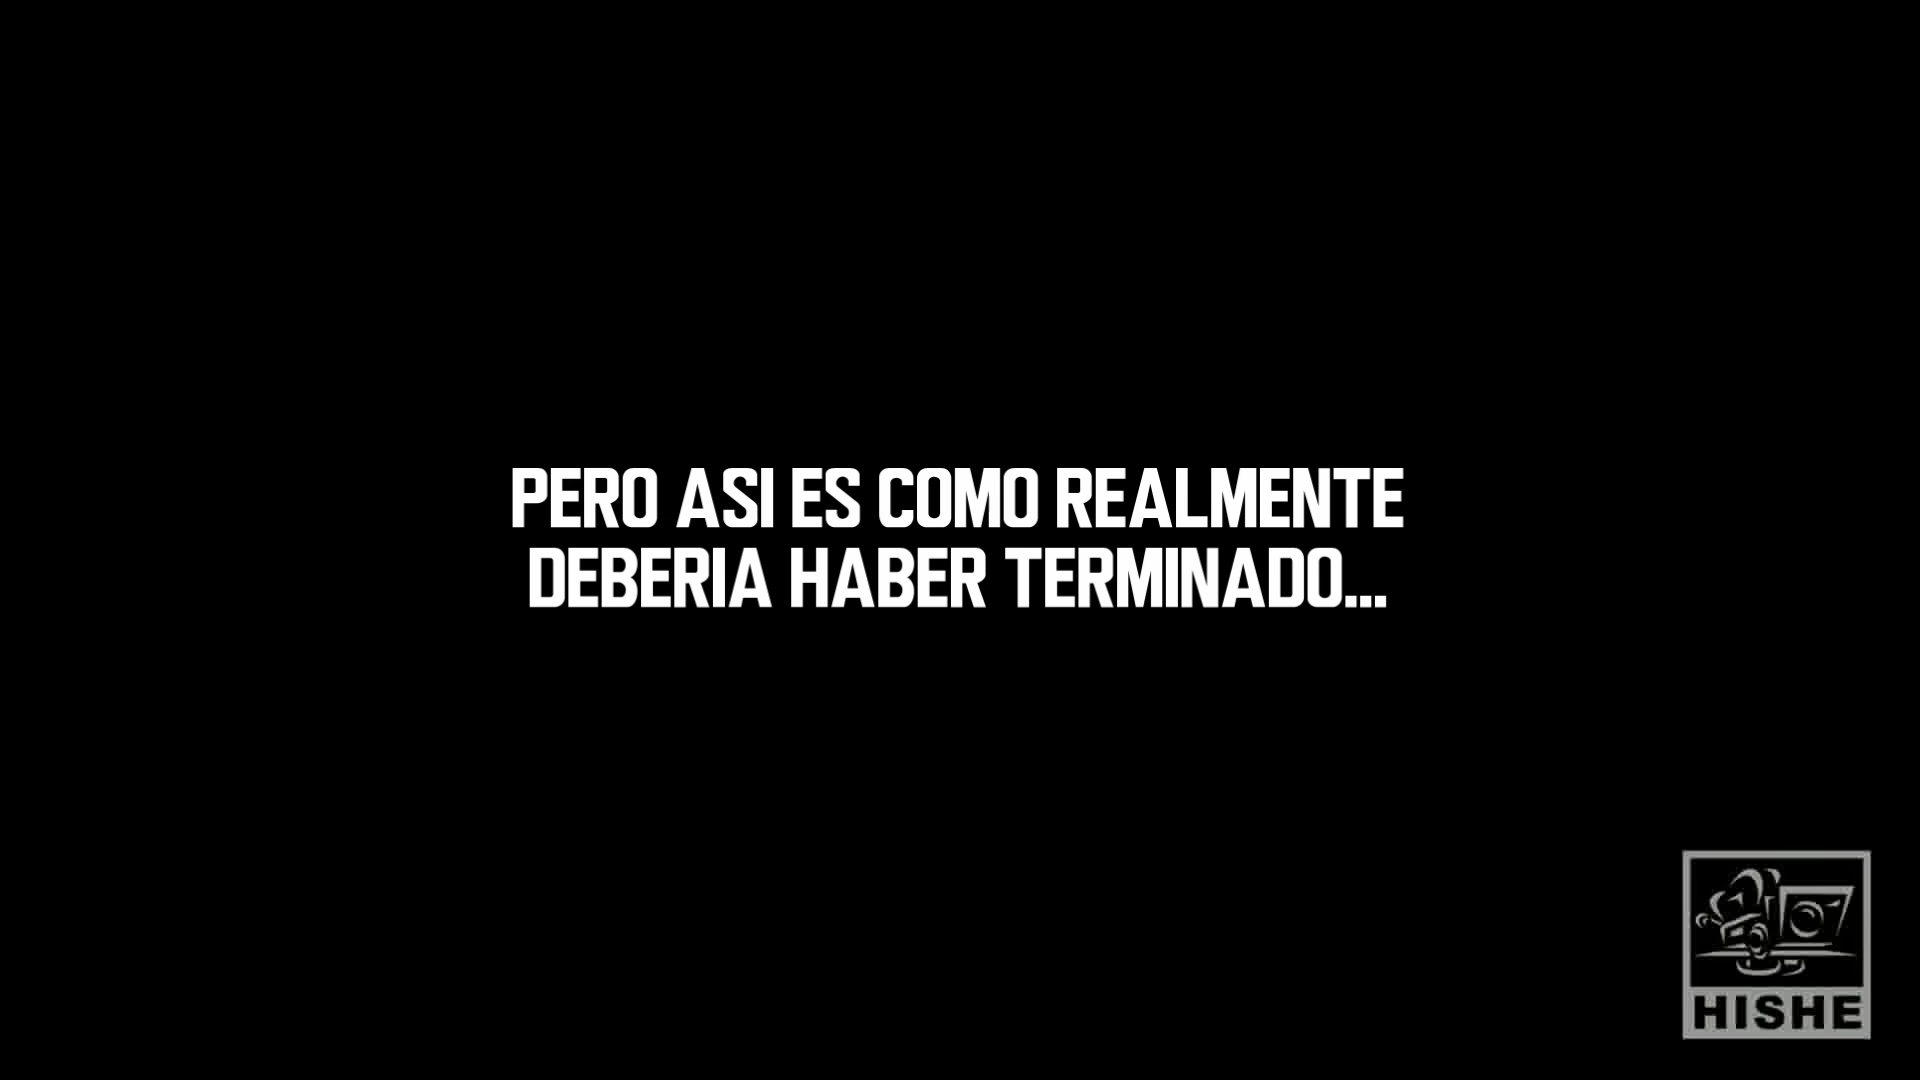 PERO ASI ES COMO REALMENTE
DEBERIA HABER TERMINADO...
HISHE